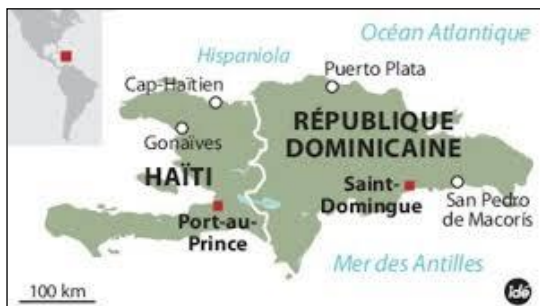 Océan Atlantique
Hispaniola
Puerto Plata
Cap-Haïtien
RÉPUBLIQUE
DOMINICAINE
Gonaïves
HAÏTI
Saint-
Domingue
San Pedro
de Macorís
Port-au-
Prince
Mer des Antilles
100 km
idé